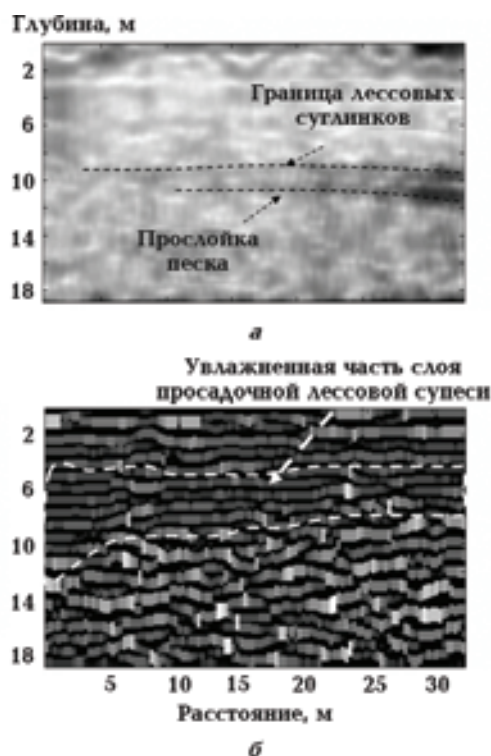 Глубина, м
2
Граница лессовых
суглинков
6
10
Прослойка
песка
14
18
а
Увлажненная часть слоя
просадочной лессовой супеси
2
6
10
14
18
5 10 15 20 25 30
Расстояние, м
б